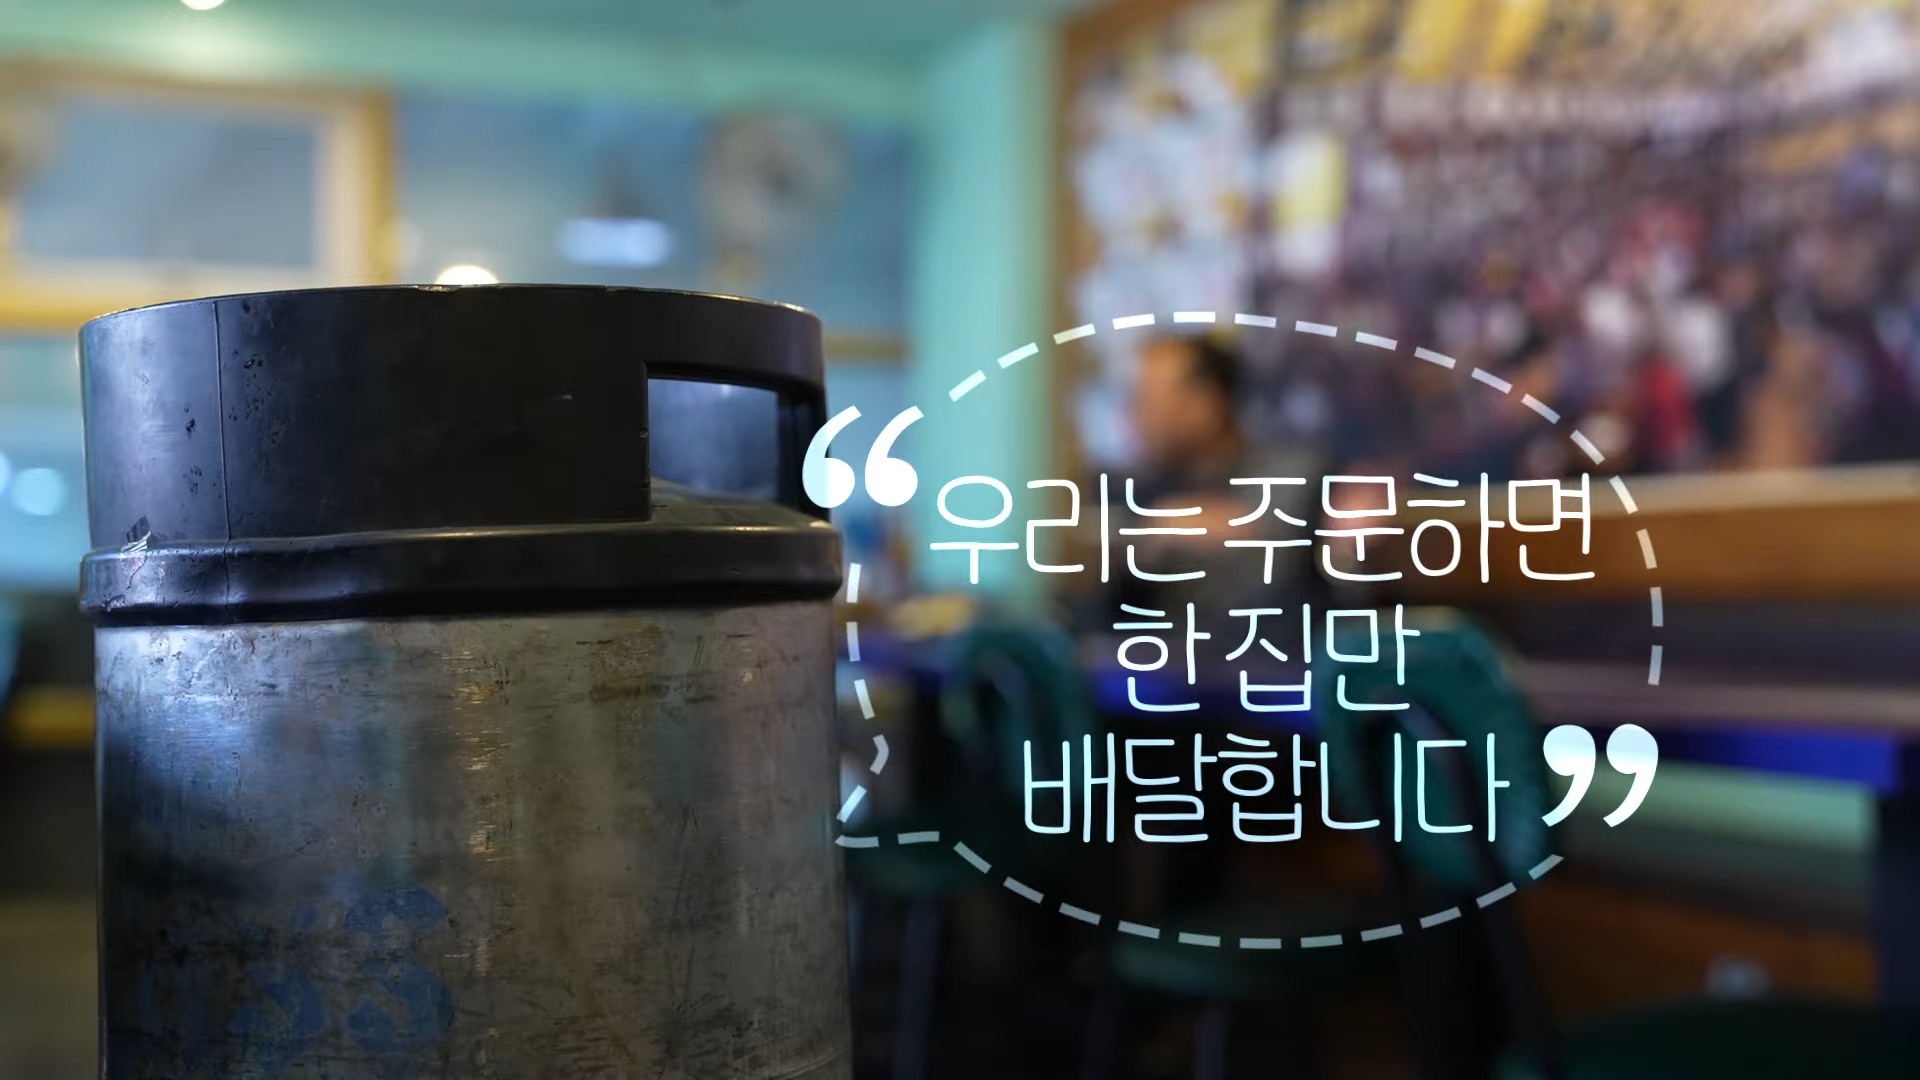 “우리는 주문하면
한 집만
배달합니다”